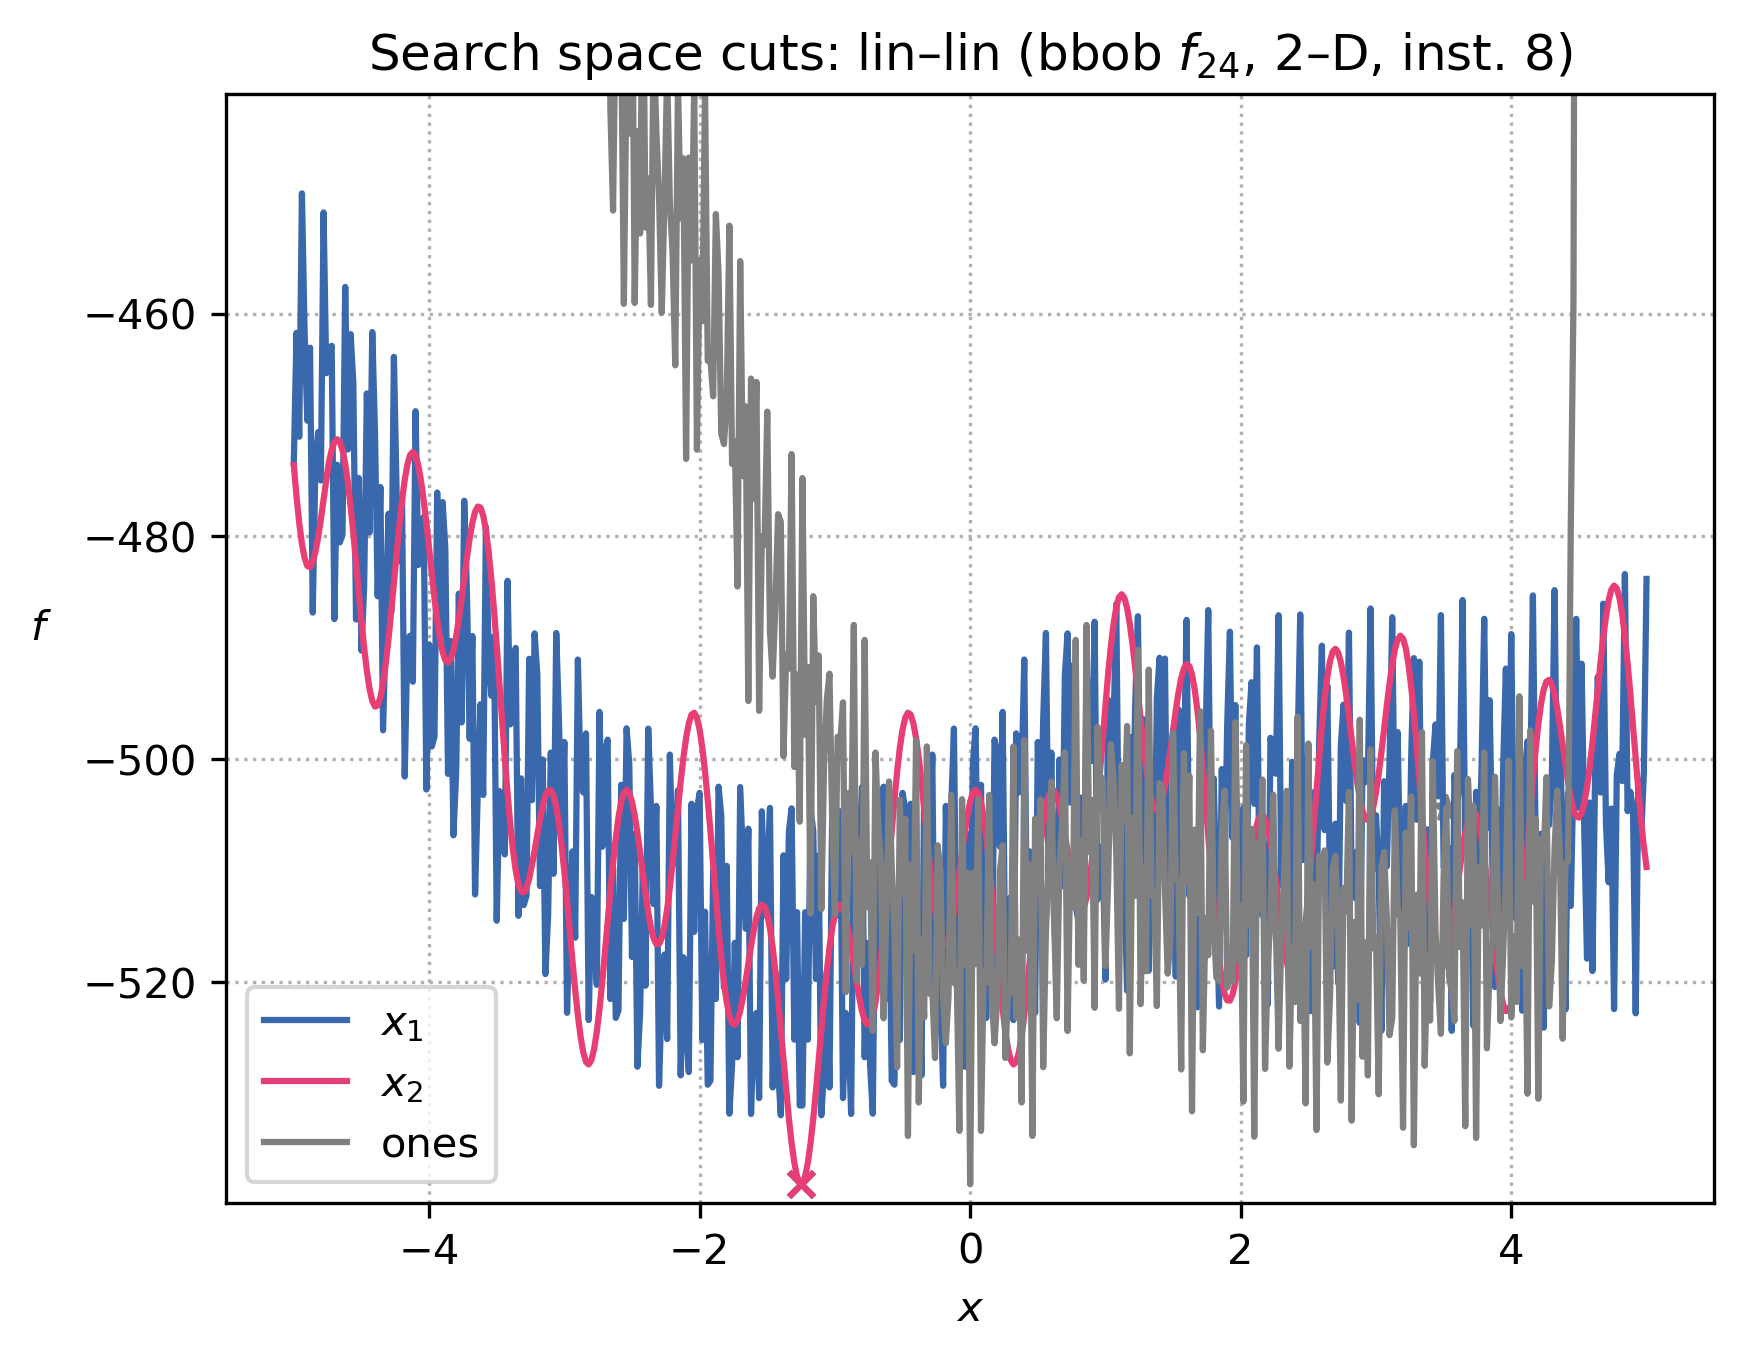 Search space cuts: lin–lin (bbob f₂₄, 2–D, inst. 8)
f
−460
−480
−500
−520
x₁
x₂
ones
−4
−2
0
2
4
x